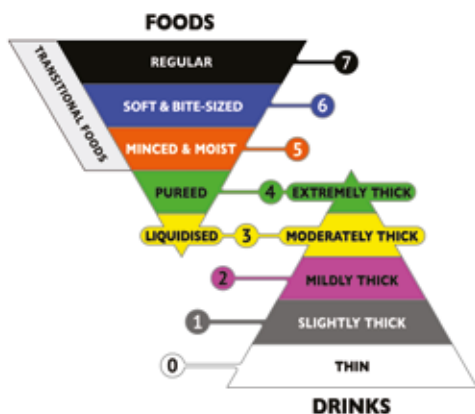 FOODS
TRANSITIONAL FOODS
REGULAR
7
SOFT & BITE-SIZED
6
MINCED & MOIST
5
PUREED
4
EXTREMELY THICK
LIQUIDISED
3
MODERATELY THICK
2
MILDLY THICK
1
SLIGHTLY THICK
0
THIN
DRINKS